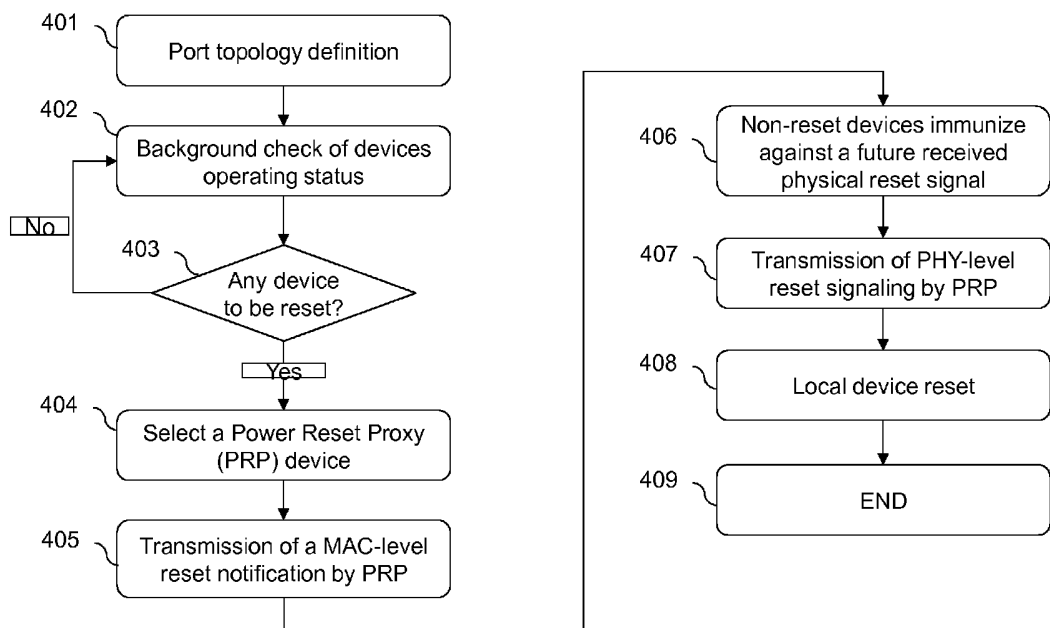 401
Port topology definition
402
Background check of devices
operating status
No
403
Any device
to be reset?
Yes
404
Select a Power Reset Proxy
(PRP) device
405
Transmission of a MAC-level
reset notification by PRP
406
Non-reset devices immunize
against a future received
physical reset signal
407
Transmission of PHY-level
reset signaling by PRP
408
Local device reset
409
END